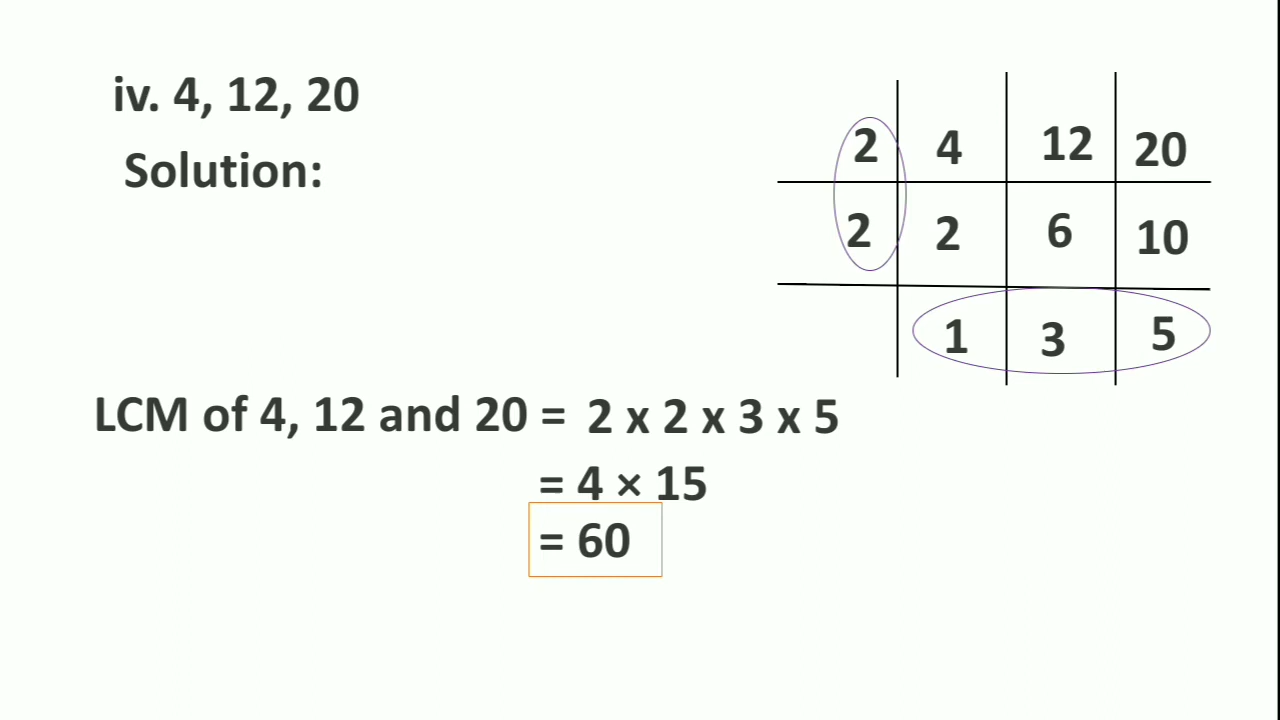 iv. 4, 12, 20
Solution:
2 4 12 20
2 2 6 10
1 3 5
LCM of 4, 12 and 20 = 2 x 2 x 3 x 5
= 4 × 15
= 60